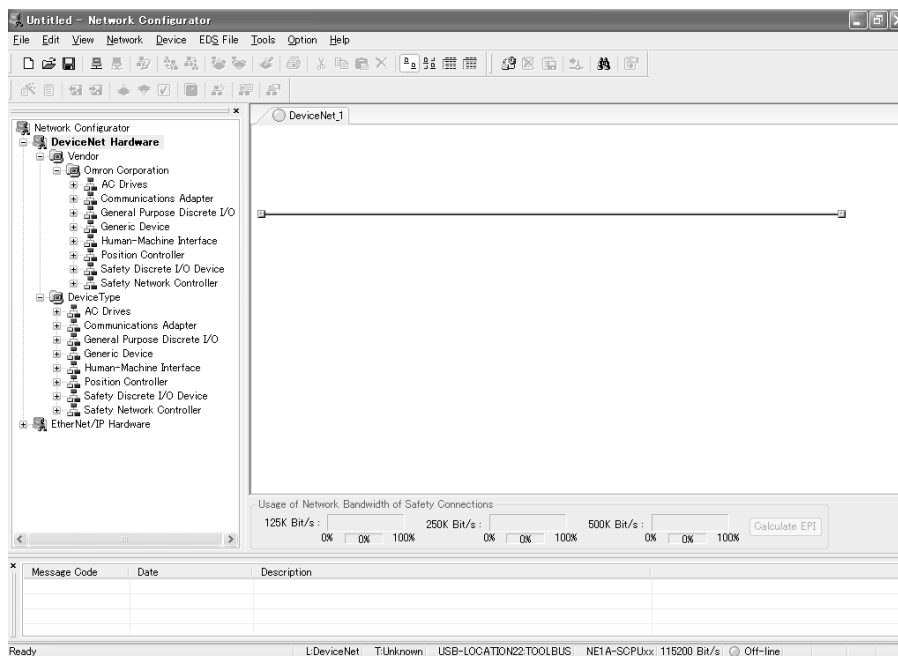 Untitled - Network Configurator
File Edit View Network Device EDS File Tools Option Help
DeviceNet_1
Network Configurator
DeviceNet Hardware
Vendor
Omron Corporation
AC Drives
Communications Adapter
General Purpose Discrete I/O
Generic Device
Human-Machine Interface
Position Controller
Safety Discrete I/O Device
Safety Network Controller
DeviceType
AC Drives
Communications Adapter
General Purpose Discrete I/O
Generic Device
Human-Machine Interface
Position Controller
Safety Discrete I/O Device
Safety Network Controller
EtherNet/IP Hardware
Usage of Network Bandwidth of Safety Connections
125K Bit/s : 250K Bit/s : 500K Bit/s : Calculate EPI
0% 0% 100% 0% 0% 100% 0% 0% 100%
Message Code Date Description
Ready L:DeviceNet T:Unknown USB-LOCATION22:TOOLBUS NE1A-SCPUxx 115200 Bit/s Off-line